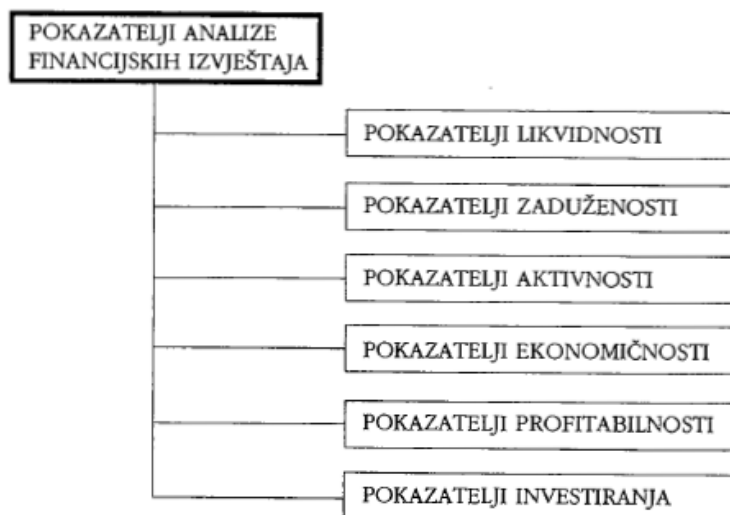 POKAZATELJI ANALIZE
FINANCIJSKIH IZVJEŠTAJA
POKAZATELJI LIKVIDNOSTI
POKAZATELJI ZADUŽENOSTI
POKAZATELJI AKTIVNOSTI
POKAZATELJI EKONOMIČNOSTI
POKAZATELJI PROFITABILNOSTI
POKAZATELJI INVESTIRANJA